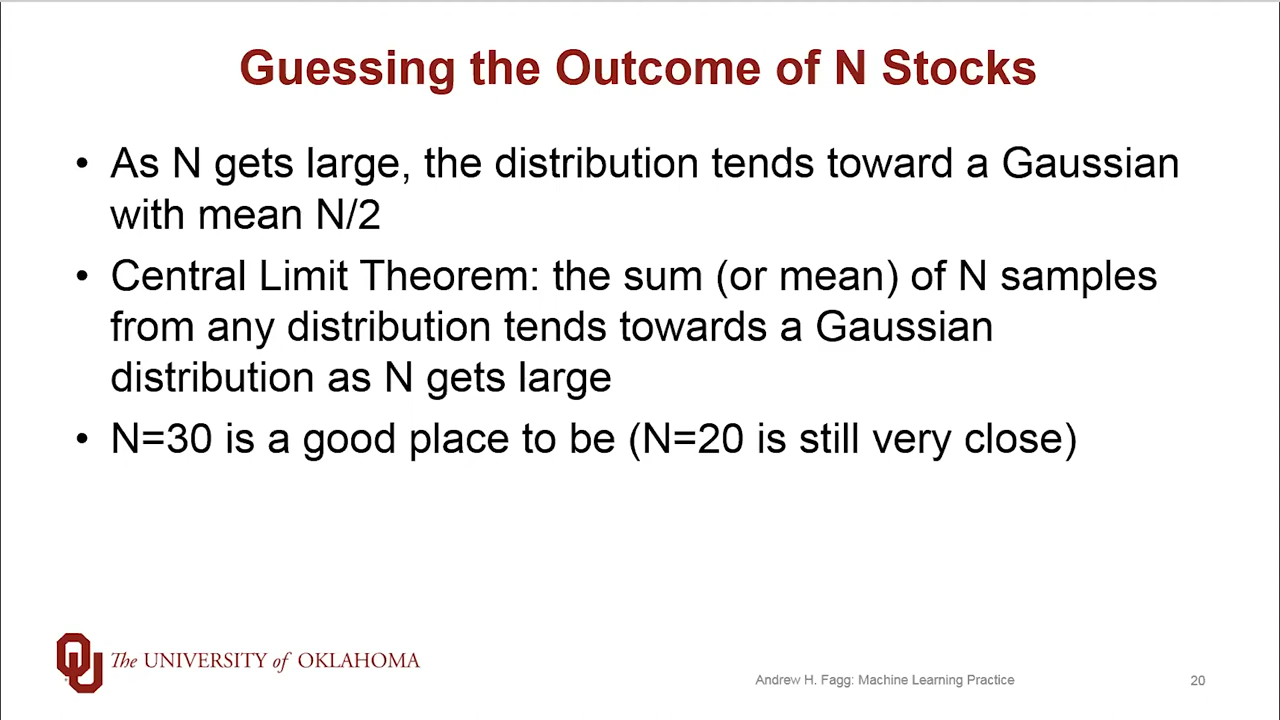 Guessing the Outcome of N Stocks
• As N gets large, the distribution tends toward a Gaussian
with mean N/2
• Central Limit Theorem: the sum (or mean) of N samples
from any distribution tends towards a Gaussian
distribution as N gets large
• N=30 is a good place to be (N=20 is still very close)
The UNIVERSITY of OKLAHOMA
Andrew H. Fagg: Machine Learning Practice
20